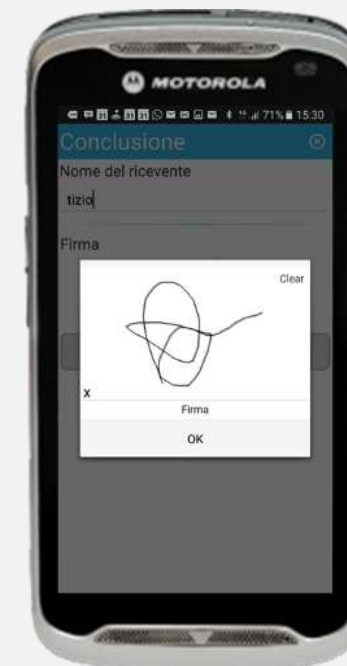 MOTOROLA
71% 15:30
Conclusione
Nome del ricevente
tizio
Firma
Clear
X
Firma
OK